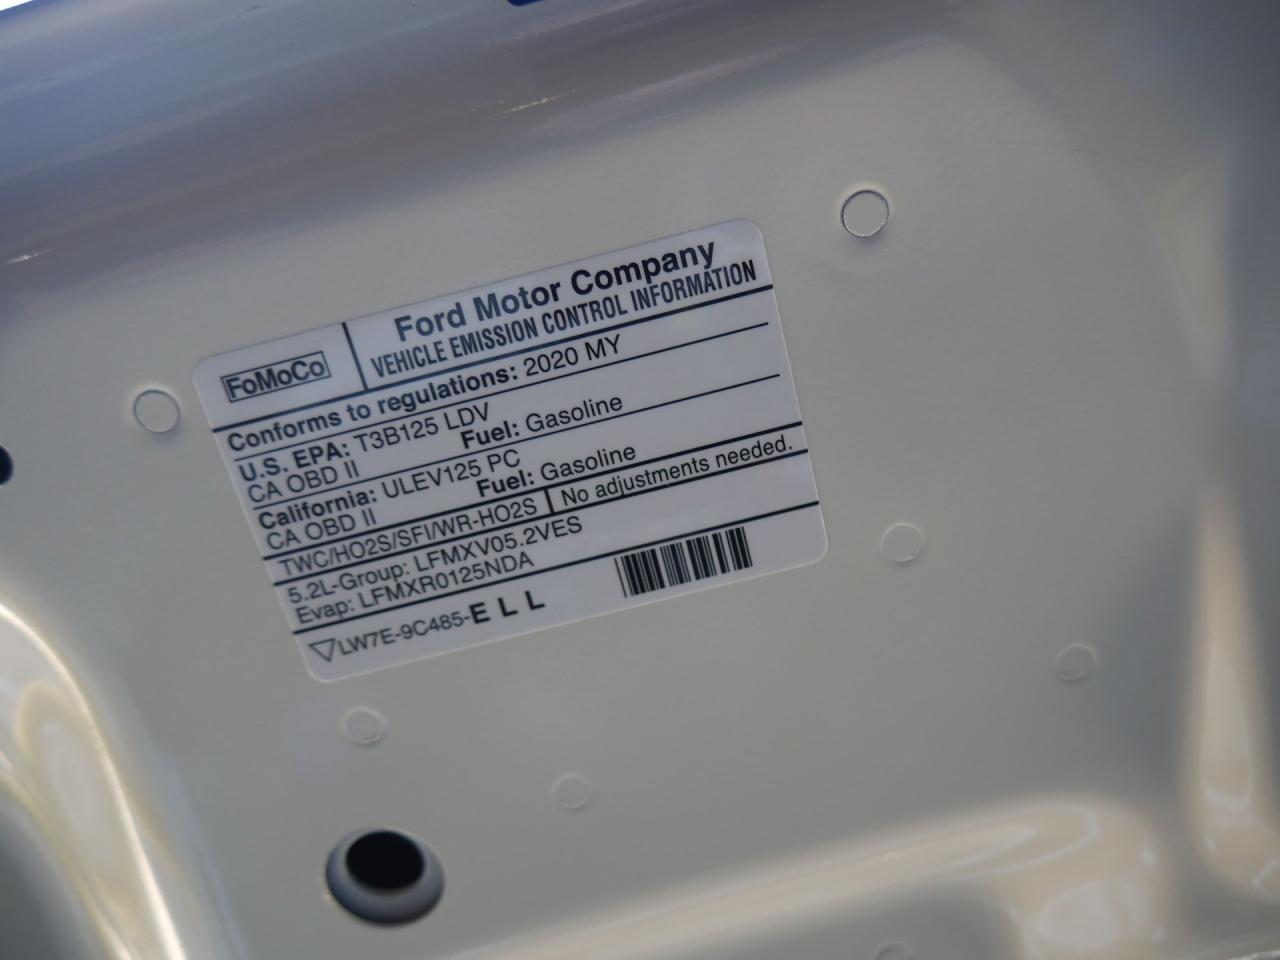 FoMoCo
Ford Motor Company
VEHICLE EMISSION CONTROL INFORMATION
Conforms to regulations: 2020 MY
U.S. EPA: T3B125 LDV
CA OBD II Fuel: Gasoline
California: ULEV125 PC
CA OBD II Fuel: Gasoline
TWC/HO2S/SFI/WR-HO2S No adjustments needed.
5.2L-Group: LFMXV05.2VES
Evap: LFMXR0125NDA
LW7E-9C485-ELL